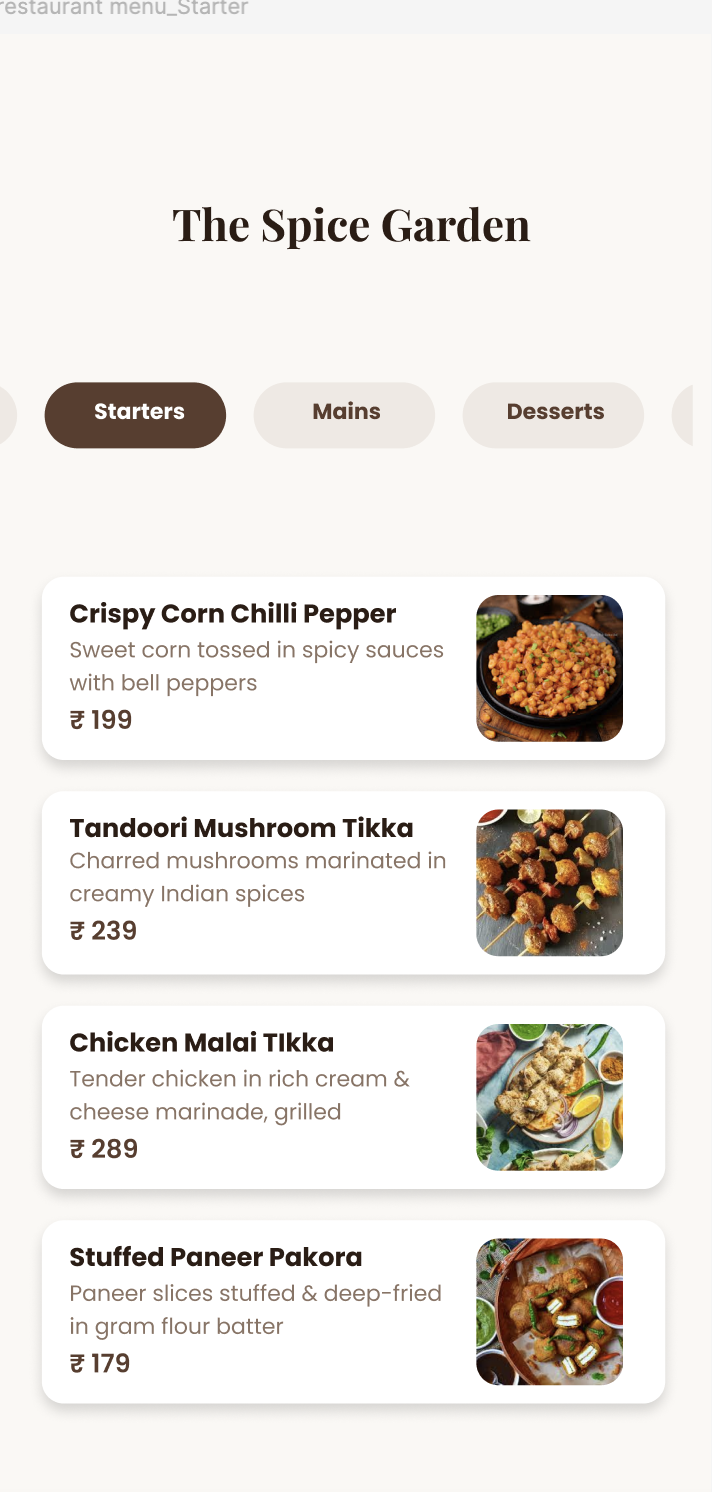 restaurant menu_Starter
The Spice Garden
Starters
Mains
Desserts
Crispy Corn Chilli Pepper
Sweet corn tossed in spicy sauces
with bell peppers
₹ 199
Tandoori Mushroom Tikka
Charred mushrooms marinated in
creamy Indian spices
₹ 239
Chicken Malai TIkka
Tender chicken in rich cream &
cheese marinade, grilled
₹ 289
Stuffed Paneer Pakora
Paneer slices stuffed & deep-fried
in gram flour batter
₹ 179